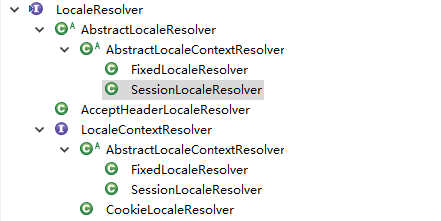 LocaleResolver
AbstractLocaleResolver
AbstractLocaleContextResolver
FixedLocaleResolver
SessionLocaleResolver
AcceptHeaderLocaleResolver
LocaleContextResolver
AbstractLocaleContextResolver
FixedLocaleResolver
SessionLocaleResolver
CookieLocaleResolver